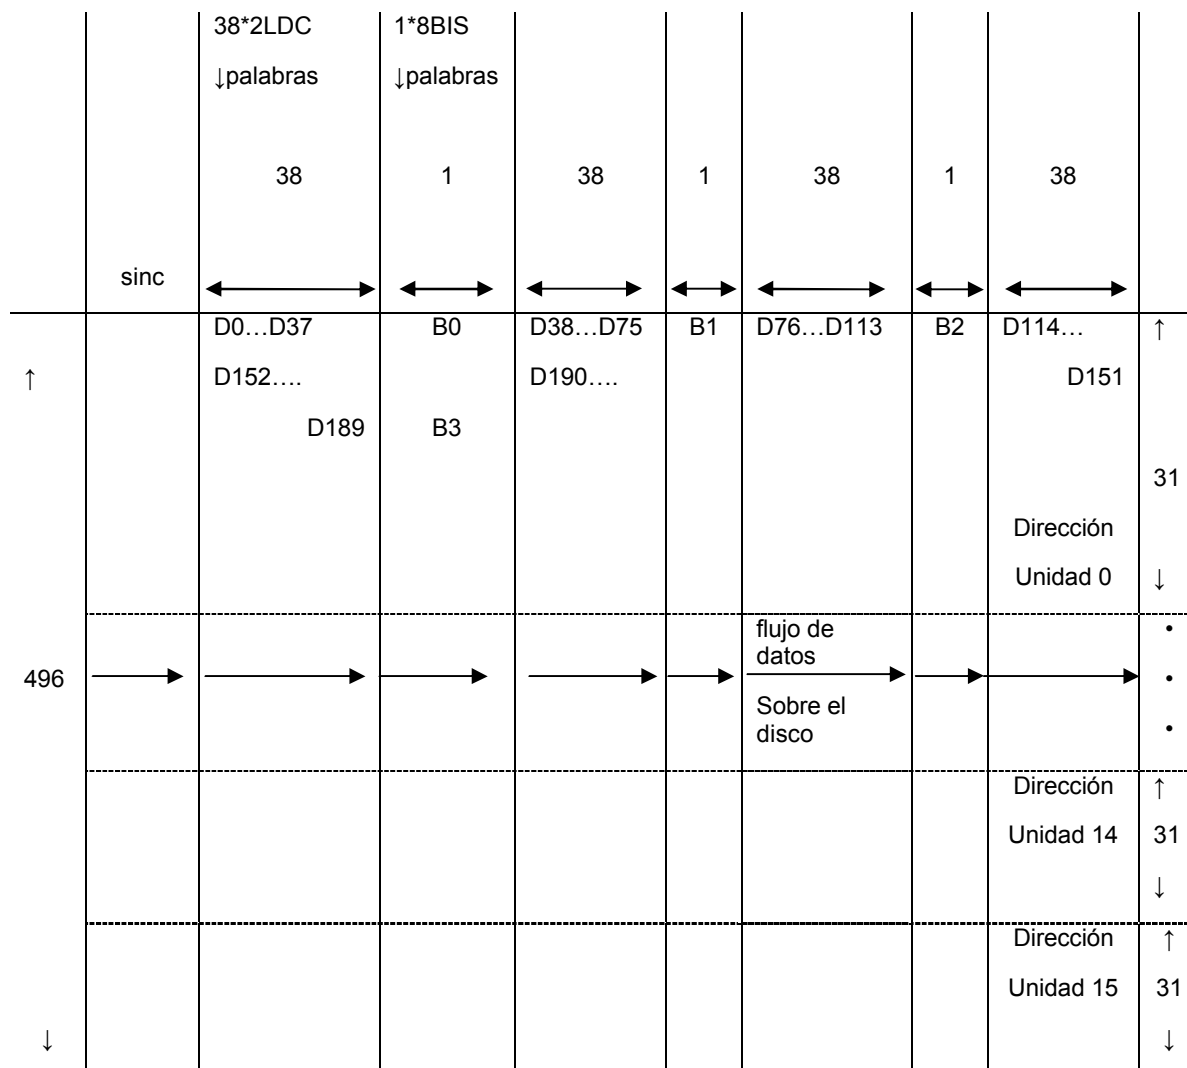 38*2LDC 1*8BIS
↓palabras ↓palabras
38 1 38 1 38 1 38
sinc
D0…D37 B0 D38…D75 B1 D76…D113 B2 D114… ↑
↑ D152…. D190…. D151
D189 B3
31
Dirección
Unidad 0 ↓
flujo de •
datos
496 •
Sobre el
disco •
Dirección ↑
Unidad 14 31
↓
Dirección ↑
Unidad 15 31
↓ ↓